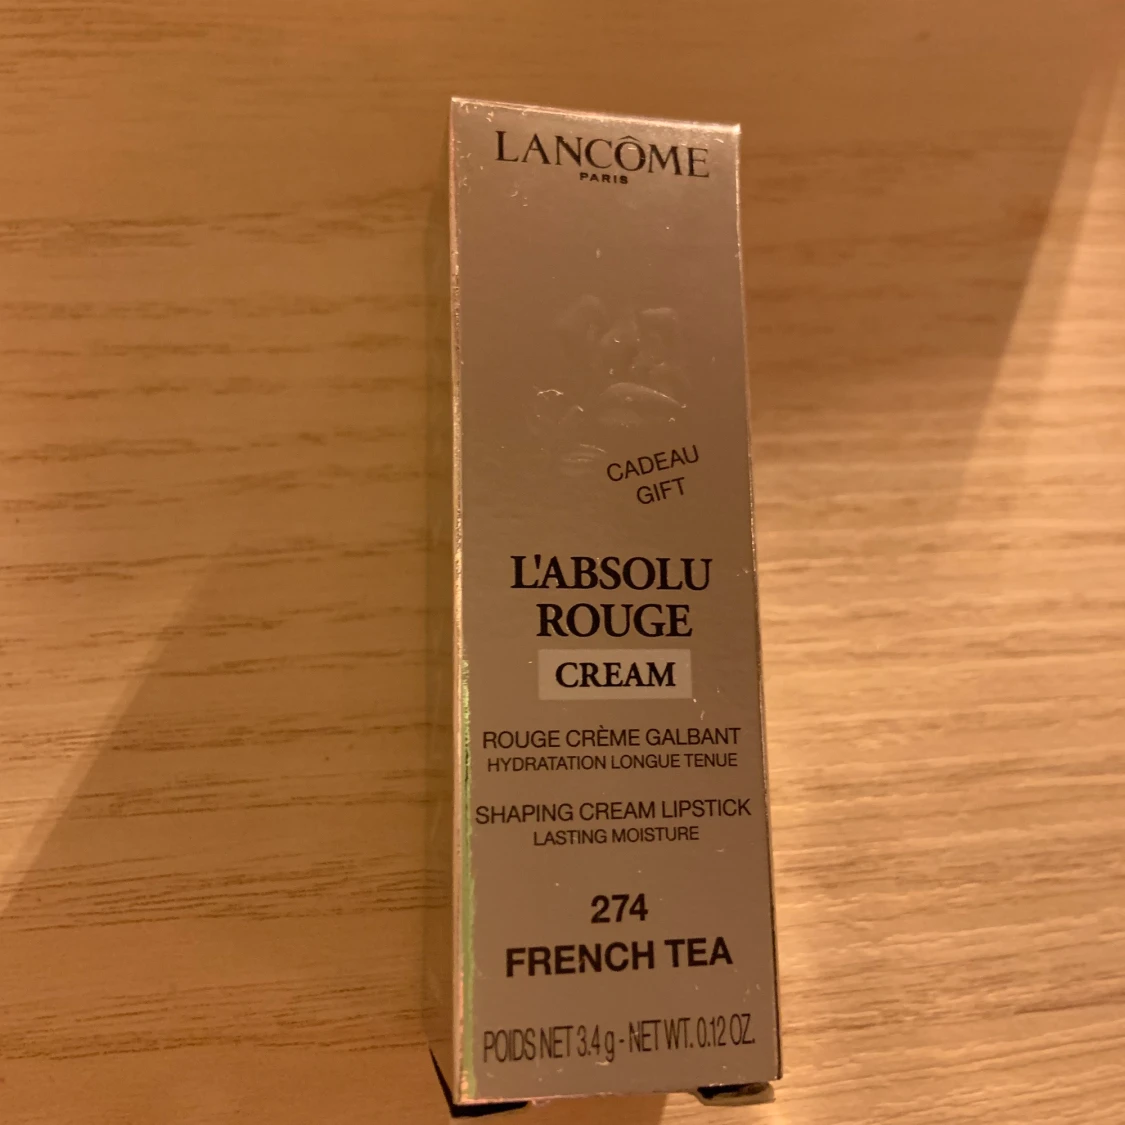 LANCÔME
PARIS
CADEAU
GIFT
L'ABSOLU
ROUGE
CREAM
ROUGE CRÈME GALBANT
HYDRATATION LONGUE TENUE
SHAPING CREAM LIPSTICK
LASTING MOISTURE
274
FRENCH TEA
POIDS NET 3.4 g - NET WT. 0.12 OZ.